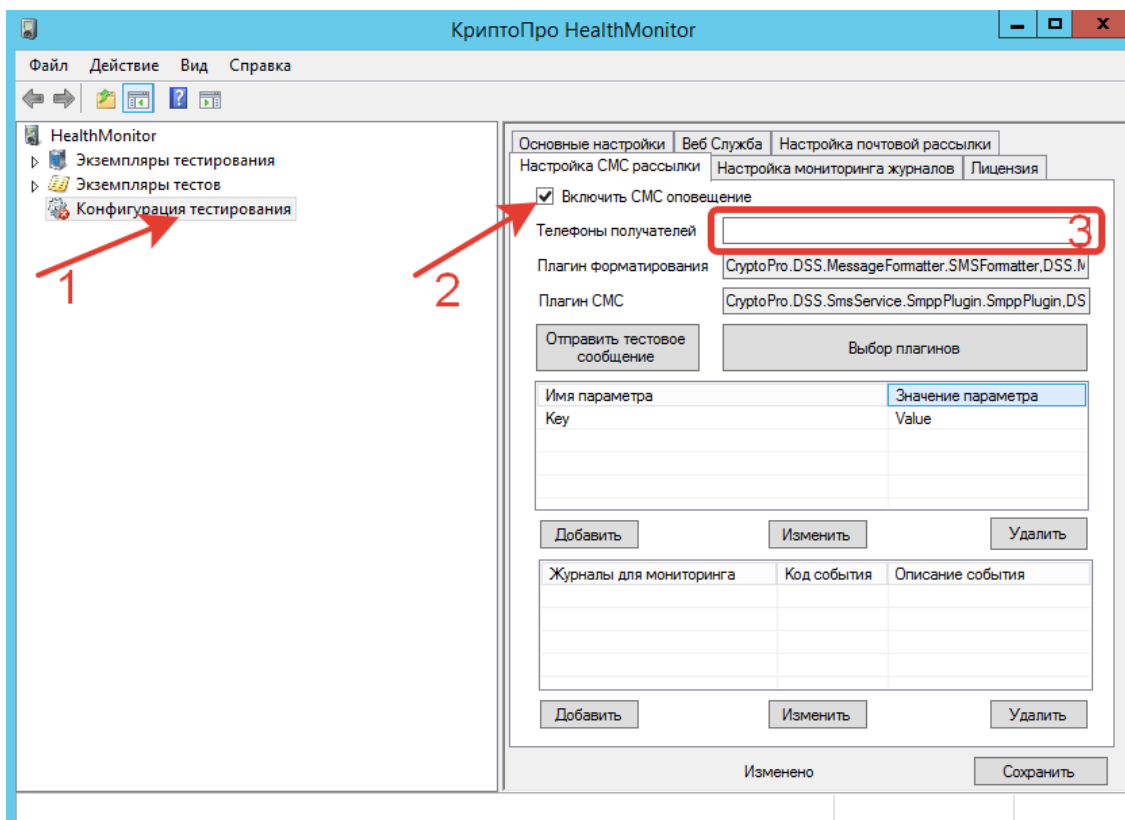 КриптоПро HealthMonitor
Файл Действие Вид Справка
HealthMonitor
Экземпляры тестирования
Экземпляры тестов
Конфигурация тестирования
1
Основные настройки Веб Служба Настройка почтовой рассылки
Настройка СМС рассылки Настройка мониторинга журналов Лицензия
Включить СМС оповещение
2
Телефоны получателей 3
Плагин форматирования CryptoPro.DSS.MessageFormatter.SMSFormatter,DSS.M
Плагин СМС CryptoPro.DSS.SmsService.SmppPlugin.SmppPlugin,DS
Отправить тестовое
сообщение
Выбор плагинов
Имя параметра Значение параметра
Key Value
Добавить Изменить Удалить
Журналы для мониторинга Код события Описание события
Добавить Изменить Удалить
Изменено Сохранить